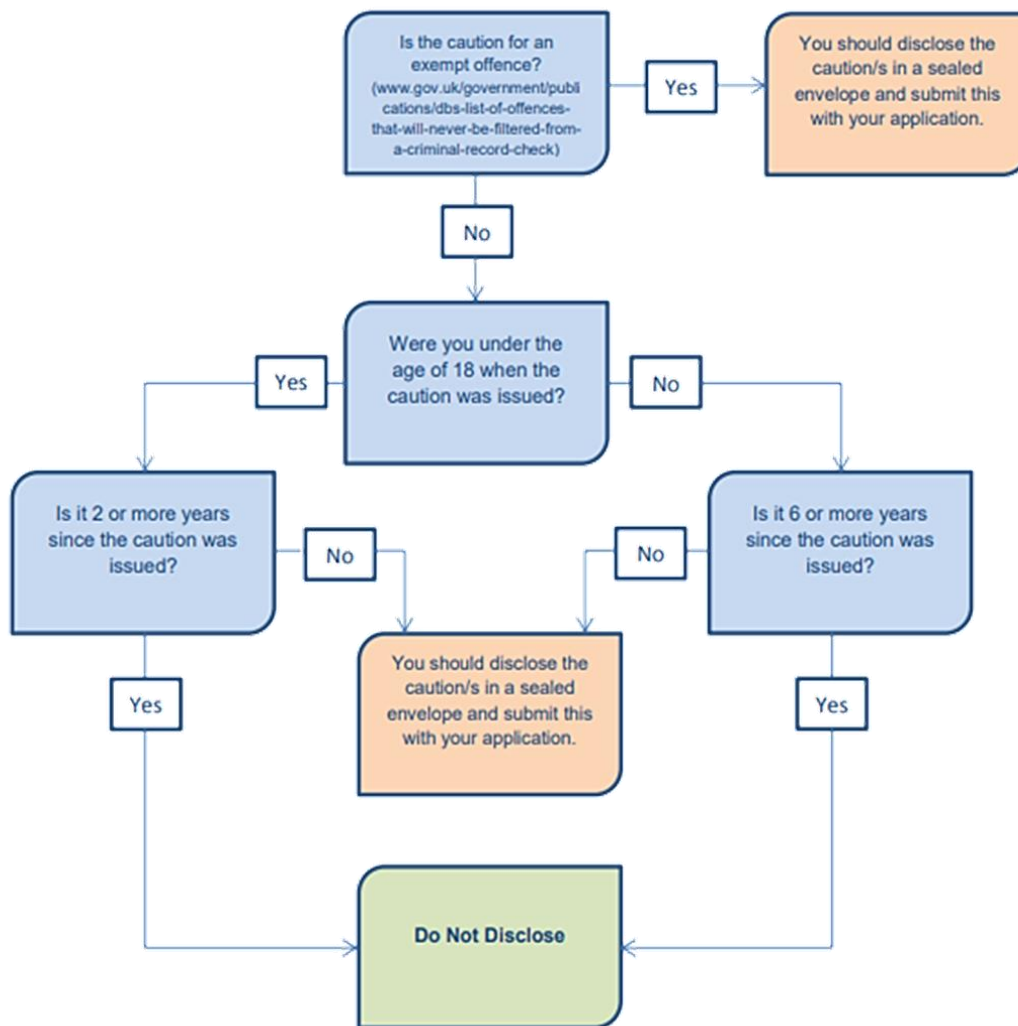 Is the caution for an
exempt offence?
(www.gov.uk/government/publi
cations/dbs-list-of-offences-
that-will-never-be-filtered-from-
a-criminal-record-check)
Yes
You should disclose the
caution/s in a sealed
envelope and submit this
with your application.
No
Were you under the
age of 18 when the
caution was issued?
Yes
No
Is it 2 or more years
since the caution was
issued?
No
Is it 6 or more years
since the caution was
issued?
No
You should disclose the
caution/s in a sealed
envelope and submit this
with your application.
Yes
Yes
Do Not Disclose